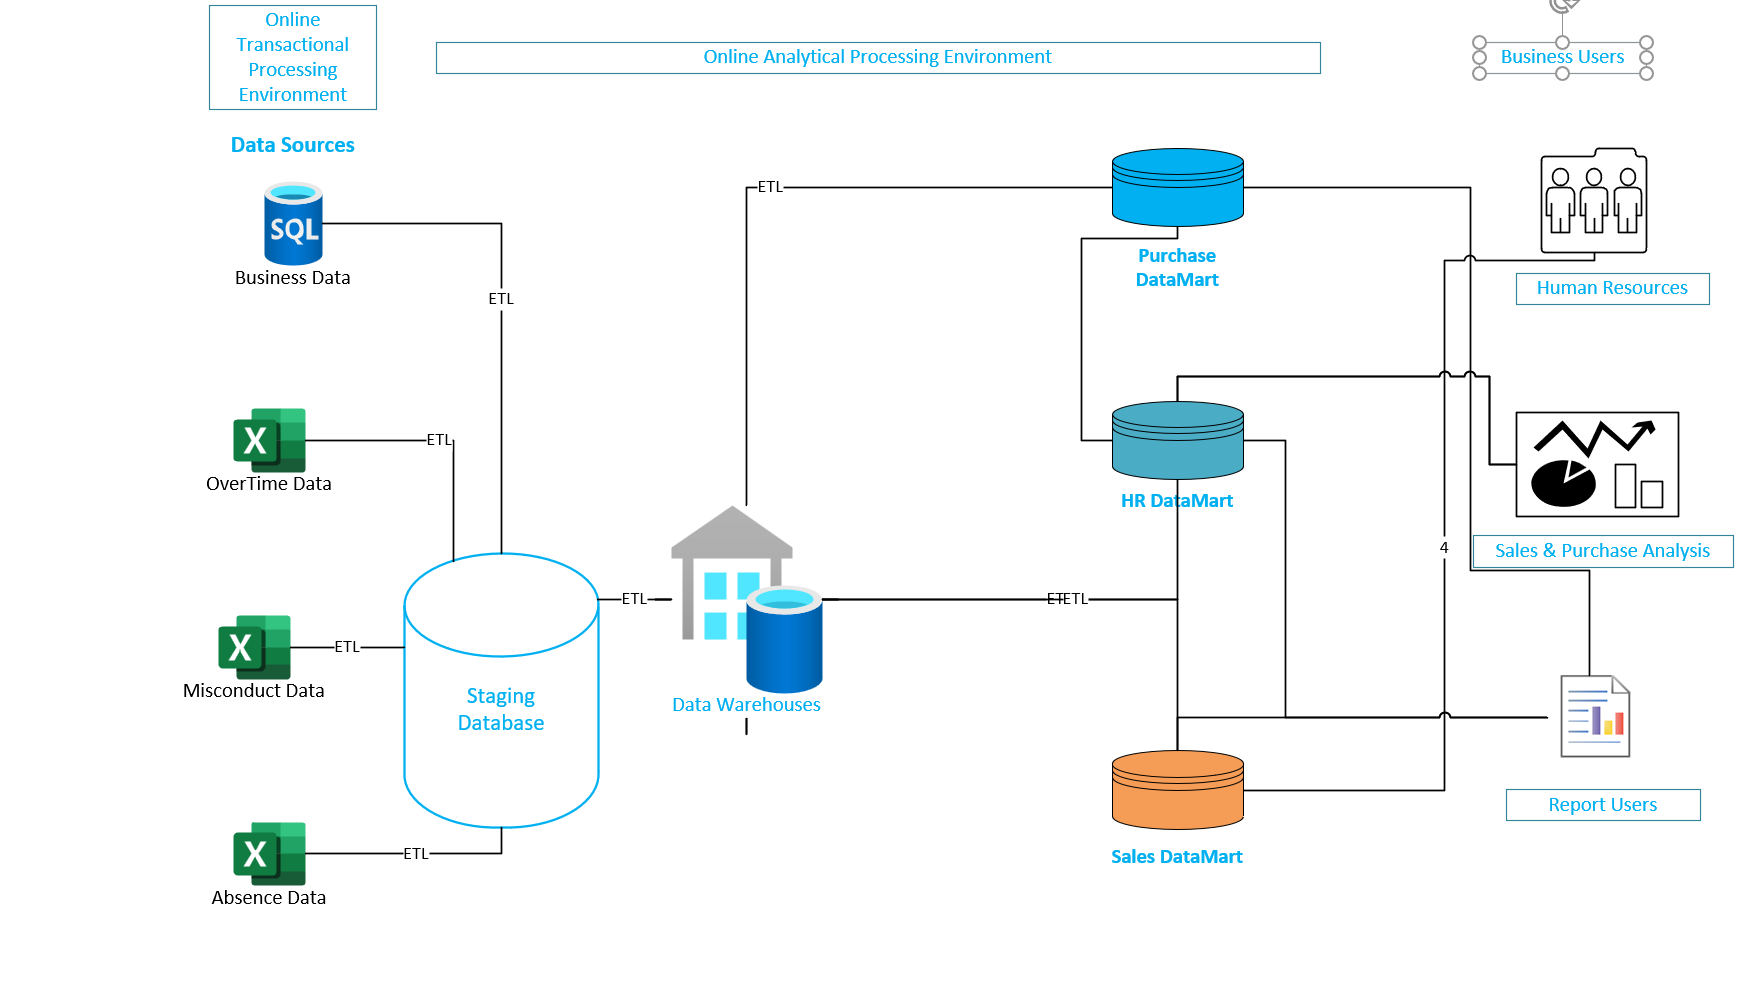 Online
Transactional
Processing
Environment
Online Analytical Processing Environment
Business Users
Data Sources
SQL
Business Data
ETL
ETL
Purchase
DataMart
Human Resources
X
OverTime Data
ETL
HR DataMart
4
Sales & Purchase Analysis
X
Misconduct Data
ETL
Staging
Database
ETL
Data Warehouses
ETETL
Report Users
Sales DataMart
X
Absence Data
ETL